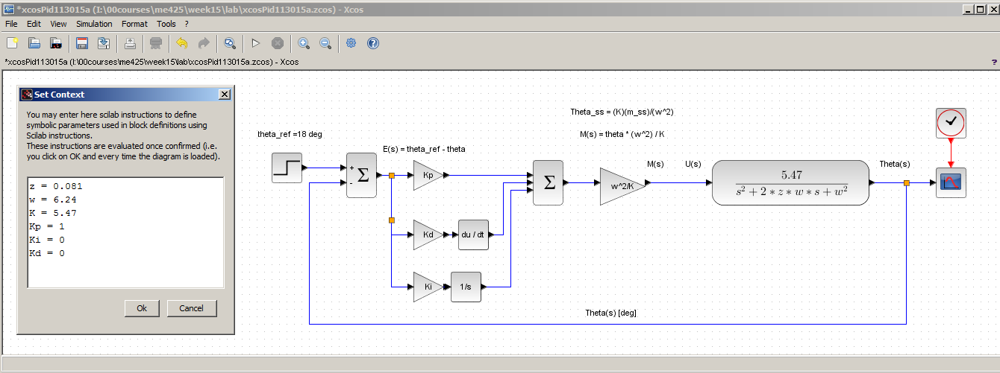 *xcosPid113015a (I:\00courses\me425\week15\lab\xcosPid113015a.zcos) - Xcos
File Edit View Simulation Format Tools ?
*xcosPid113015a (I:\00courses\me425\week15\lab\xcosPid113015a.zcos) - Xcos
?
Set Context
You may enter here scilab instructions to define
symbolic parameters used in block definitions using
Scilab instructions.
These instructions are evaluated once confirmed (i.e.
you click on OK and every time the diagram is loaded).
z = 0.081
w = 6.24
K = 5.47
Kp = 1
Ki = 0
Kd = 0
Ok Cancel
Theta_ss = (K)(m_ss)/(w^2)
M(s) = theta * (w^2) / K
theta_ref =18 deg
E(s) = theta_ref - theta
M(s) U(s) Theta(s)
+
-
Σ
Kp
Σ
w^2/K
5.47
s² + 2 * z * w * s + w²
Kd du / dt
Ki 1/s
Theta(s) [deg]